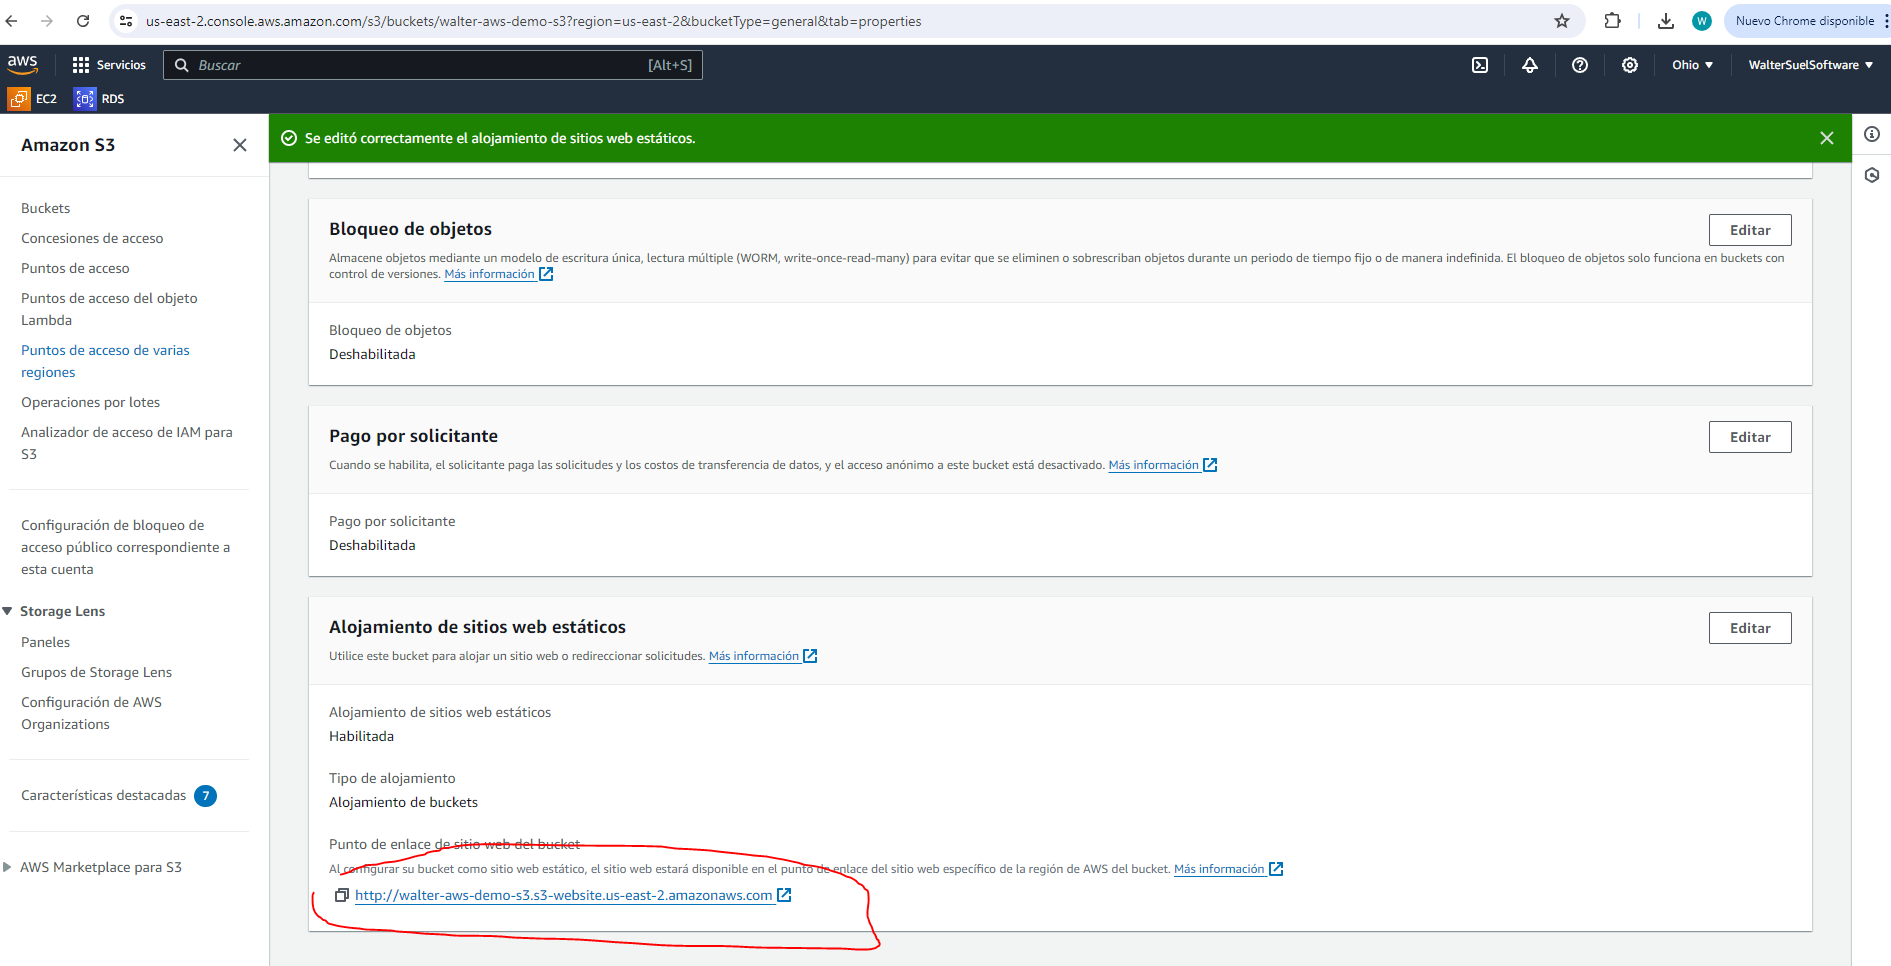 us-east-2.console.aws.amazon.com/s3/buckets/walter-aws-demo-s3?region=us-east-2&bucketType=general&tab=properties
W
Nuevo Chrome disponible
aws
Servicios
Buscar
[Alt+S]
Ohio
WalterSuelSoftware
EC2
RDS
Amazon S3
Se editó correctamente el alojamiento de sitios web estáticos.
Buckets
Concesiones de acceso
Puntos de acceso
Puntos de acceso del objeto
Lambda
Puntos de acceso de varias
regiones
Operaciones por lotes
Analizador de acceso de IAM para
S3
Configuración de bloqueo de
acceso público correspondiente a
esta cuenta
Storage Lens
Paneles
Grupos de Storage Lens
Configuración de AWS
Organizations
Características destacadas 7
AWS Marketplace para S3
Bloqueo de objetos
Editar
Almacene objetos mediante un modelo de escritura única, lectura múltiple (WORM, write-once-read-many) para evitar que se eliminen o sobrescriban objetos durante un periodo de tiempo fijo o de manera indefinida. El bloqueo de objetos solo funciona en buckets con
control de versiones. Más información
Bloqueo de objetos
Deshabilitada
Pago por solicitante
Editar
Cuando se habilita, el solicitante paga las solicitudes y los costos de transferencia de datos, y el acceso anónimo a este bucket está desactivado. Más información
Pago por solicitante
Deshabilitada
Alojamiento de sitios web estáticos
Editar
Utilice este bucket para alojar un sitio web o redireccionar solicitudes. Más información
Alojamiento de sitios web estáticos
Habilitada
Tipo de alojamiento
Alojamiento de buckets
Punto de enlace de sitio web del bucket
Al configurar su bucket como sitio web estático, el sitio web estará disponible en el punto de enlace del sitio web específico de la región de AWS del bucket. Más información
http://walter-aws-demo-s3.s3-website.us-east-2.amazonaws.com